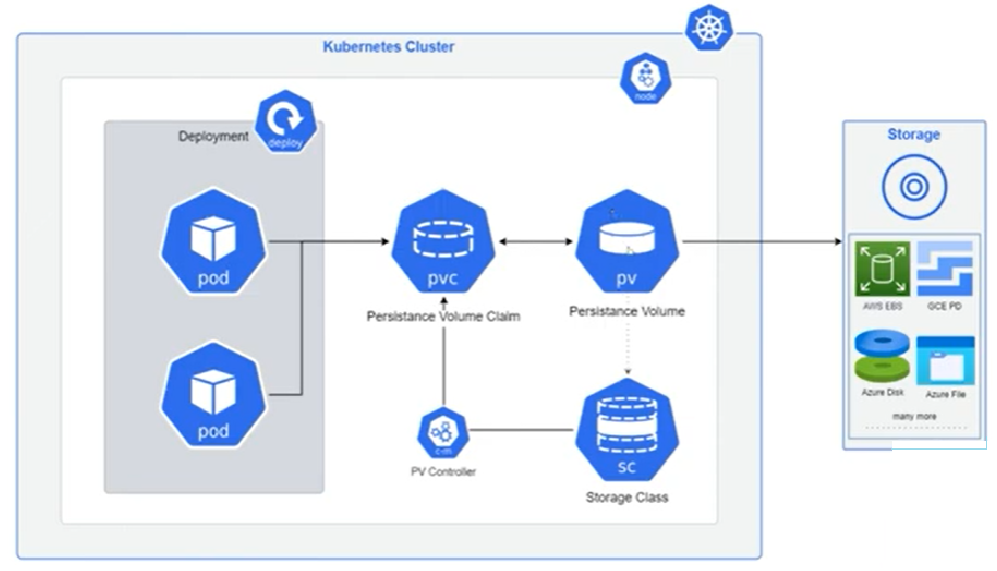 Kubernetes Cluster
node
Deployment
deploy
Storage
pod
pvc
pv
Persistance Volume Claim
Persistance Volume
AWS EBS
GCE PD
Azure Disk
Azure File
many more
pod
c-m
PV Controller
sc
Storage Class